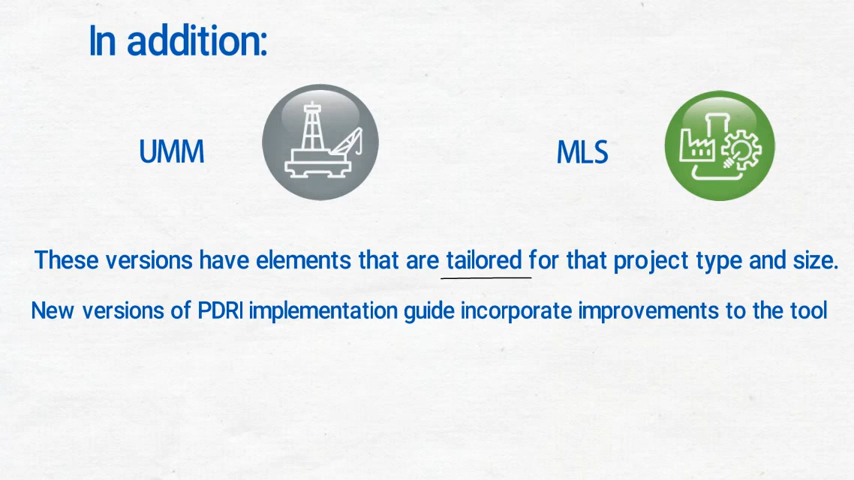 In addition:
UMM
MLS
These versions have elements that are tailored for that project type and size.
New versions of PDRI implementation guide incorporate improvements to the tool